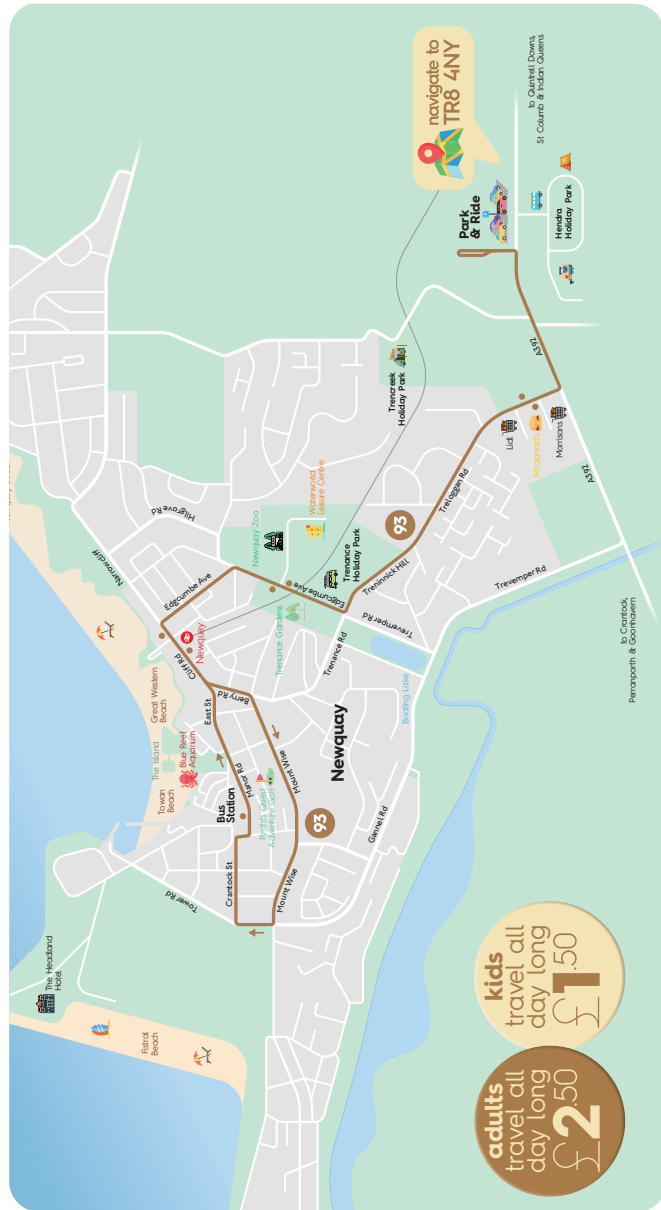 The Headland
Hotel
Fistral
Beach
Tower Rd
Towan
Beach
The Island
Blue Reef
Aquarium
Great Western
Beach
Narrowcliff
Hilgrove Rd
Bus
Station
Crantock St
Manor Rd
East St
Cliff Rd
Newquay
Edgcumbe Ave
Berry Rd
Mount Wise
Mount Wise
Pirates Quest
Adventure Golf
93
Newquay
Gannel Rd
Newquay Zoo
Waterworld
Leisure Centre
Trenance Gardens
Edgcumbe Ave
Trenance
Holiday Park
Trenance Rd
Boating Lake
Trevemper Rd
Trevemper Rd
Treninnick Hill
93
Treloggan Rd
Trencreek
Holiday Park
Lidl
Mcdonalds
Morrisons
A392
A392
Park
& Ride
navigate to
TR8 4NY
Hendra
Holiday Park
to Quintrell Downs,
St Columb & Indian Queens
to Crantock,
Perranporth & Goonhavern
adults
travel all
day long
£2.50
kids
travel all
day long
£1.50